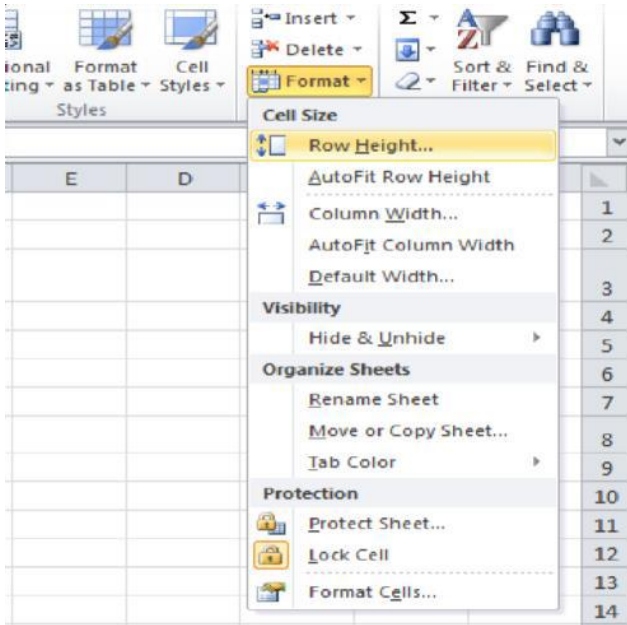 Insert
Σ
Delete
Format
ional Format Cell
ting as Table Styles
Sort & Find &
Filter Select
Styles
Cell Size
Row Height...
AutoFit Row Height
Column Width...
AutoFit Column Width
Default Width...
Visibility
Hide & Unhide
Organize Sheets
Rename Sheet
Move or Copy Sheet...
Tab Color
Protection
Protect Sheet...
Lock Cell
Format Cells...
E D
1
2
3
4
5
6
7
8
9
10
11
12
13
14